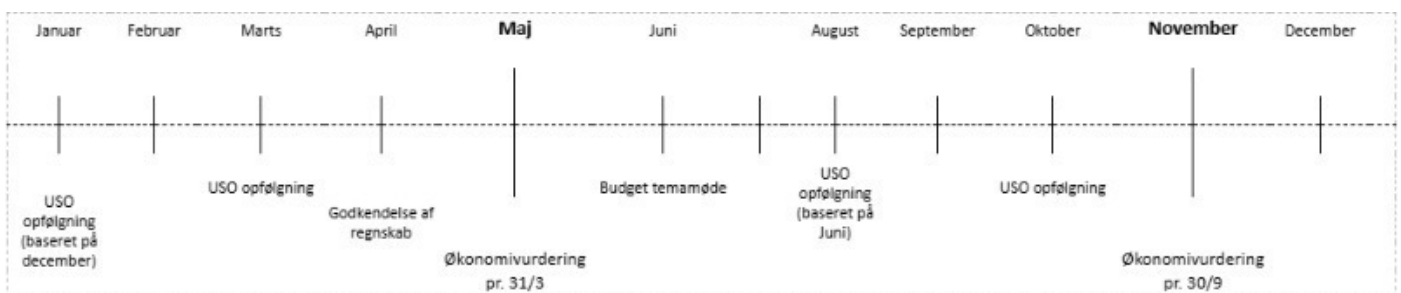 Januar
Februar
Marts
April
Maj
Juni
August
September
Oktober
November
December
USO
opfølgning
(baseret på
december)
USO opfølgning
Godkendelse af
regnskab
Økonomivurdering
pr. 31/3
Budget temamøde
USO
opfølgning
(baseret på
Juni)
USO opfølgning
Økonomivurdering
pr. 30/9